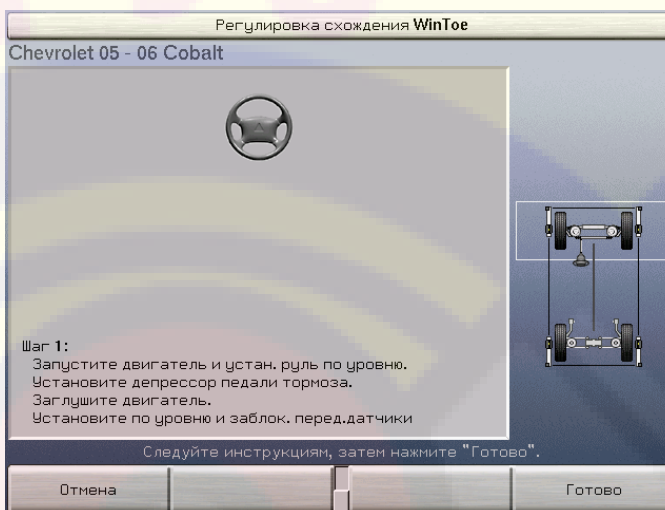 Регулировка схождения WinToe
Chevrolet 05 - 06 Cobalt
Шаг 1:
Запустите двигатель и устан. руль по уровню.
Установите депрессор педали тормоза.
Заглушите двигатель.
Установите по уровню и заблок. перед.датчики
Следуйте инструкциям, затем нажмите "Готово".
Отмена
Готово